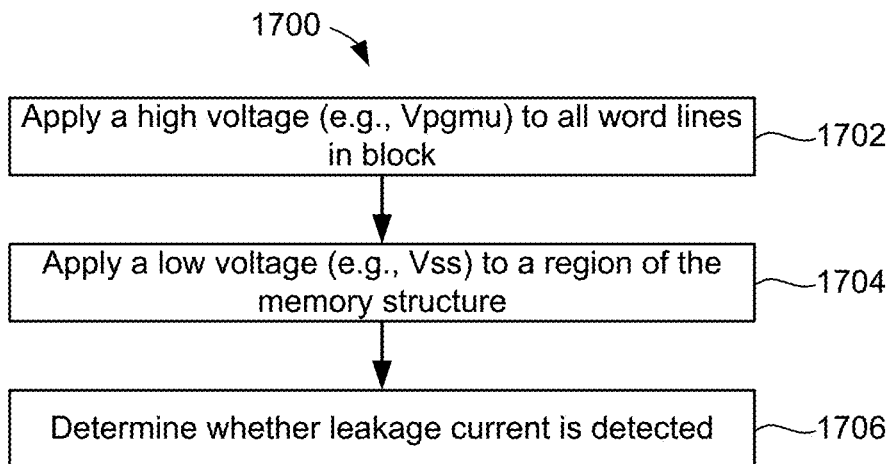 1700
Apply a high voltage (e.g., Vpgmu) to all word lines
in block
1702
Apply a low voltage (e.g., Vss) to a region of the
memory structure
1704
Determine whether leakage current is detected
1706